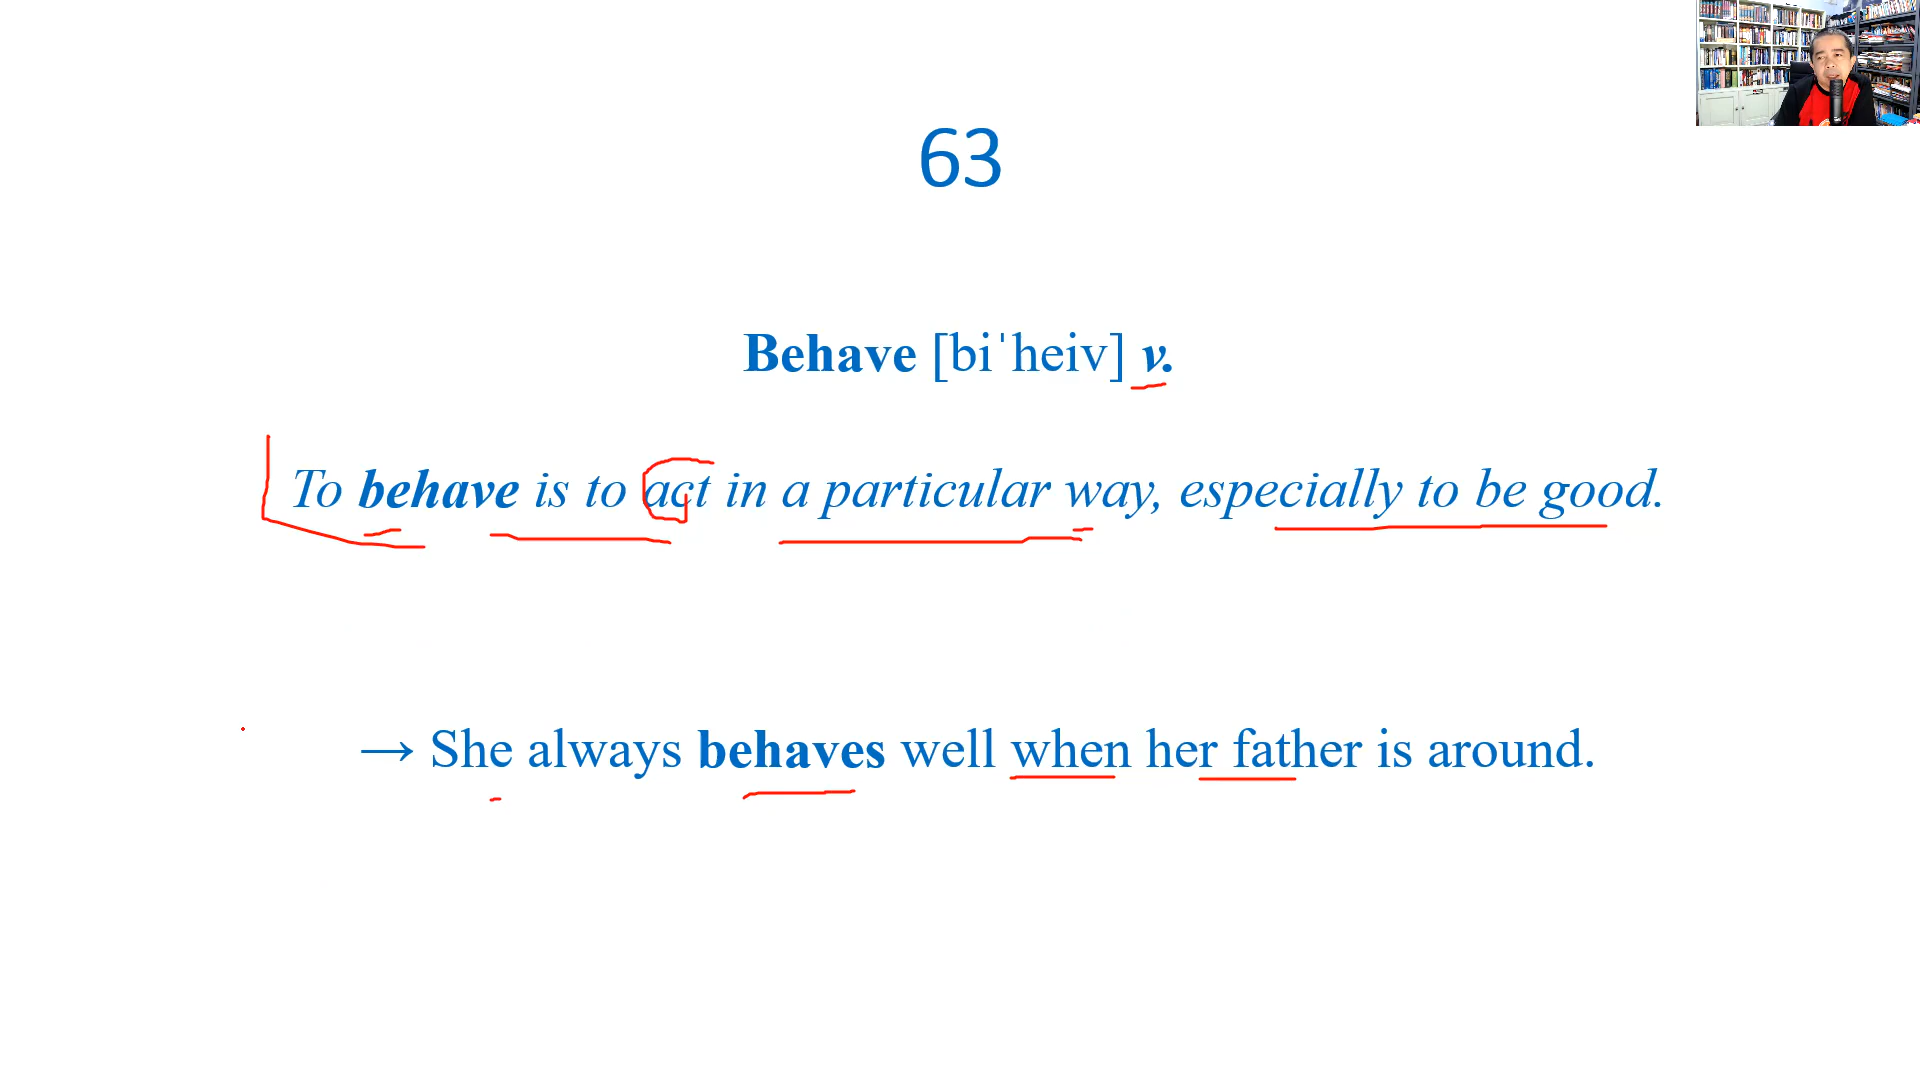 63
Behave [biˈheiv] v.
To behave is to act in a particular way, especially to be good.
→ She always behaves well when her father is around.